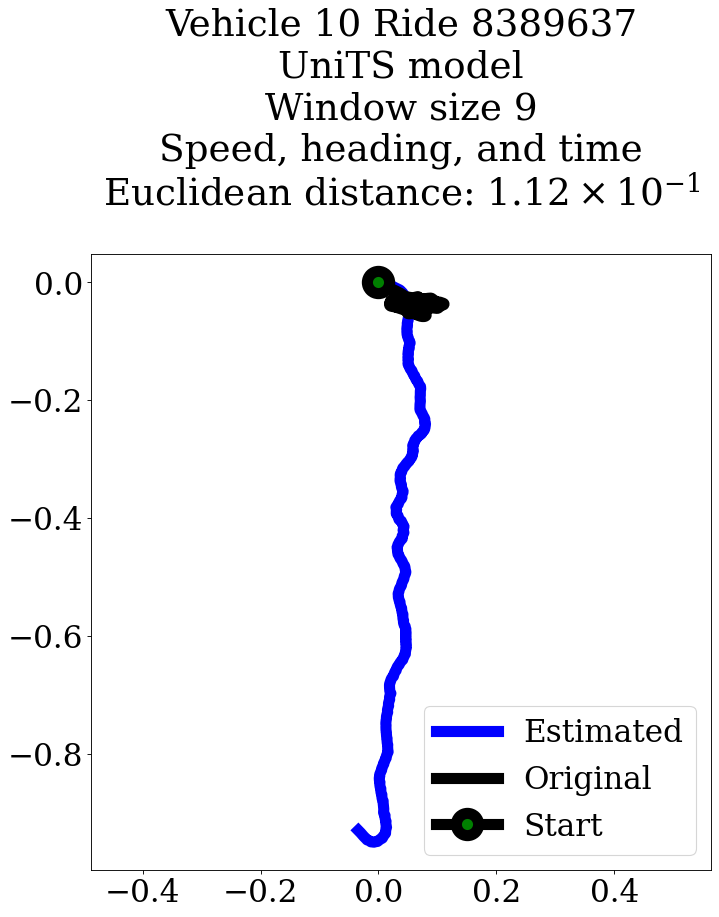 Vehicle 10 Ride 8389637
UniTS model
Window size 9
Speed, heading, and time
Euclidean distance: $1.12 \times 10^{-1}$
0.0
−0.2
−0.4
−0.6
−0.8
Estimated
Original
Start
−0.4 −0.2 0.0 0.2 0.4